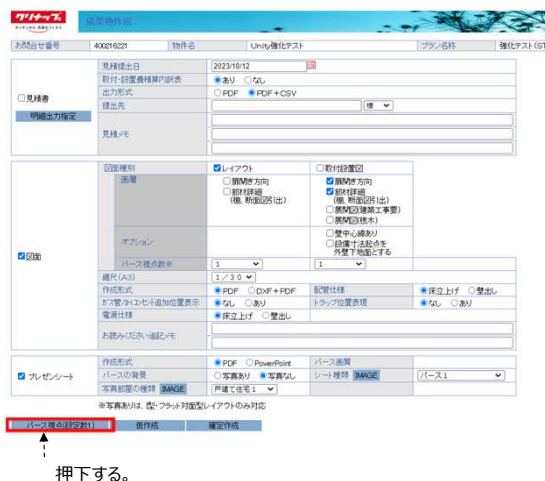 クリナップ
成果物作成
お問合せ番号 400216221 物件名 Unity強化テスト プラン名称 強化テスト(ST
見積提出日 2023/10/12
取付・設置費積算内訳表 あり なし
□見積書 出力形式 PDF PDF+CSV
明細出力指定 提出先 様
見積メモ
図面種別 レイアウト 取付設置図
画層 扉開き方向 扉開き方向
部材詳細 部材詳細
(棚, 断面図引出) (棚, 断面図引出)
展開図(建築工事要)
展開図(桟木)
オプション 壁中心線あり
設備寸法起点を
外壁下地面とする
図面 パース視点数※ 1 1
縮尺(A3) 1/30
作成形式 PDF DXF+PDF 配管仕様 床立上げ 壁出し
ガス管/IHコンセント追加位置表示 なし あり トラップ位置表現 なし あり
電源仕様 床立上げ 壁出し
お読みください追記メモ
作成形式 PDF PowerPoint パース画質
プレゼンシート パースの背景 写真あり 写真なし シート種類 IMAGE パース1
写真部屋の種類 IMAGE 戸建て住宅1
※写真ありは、I型・フラット対面型レイアウトのみ対応
パース視点(設定数1) 仮作成 確定作成
押下する。